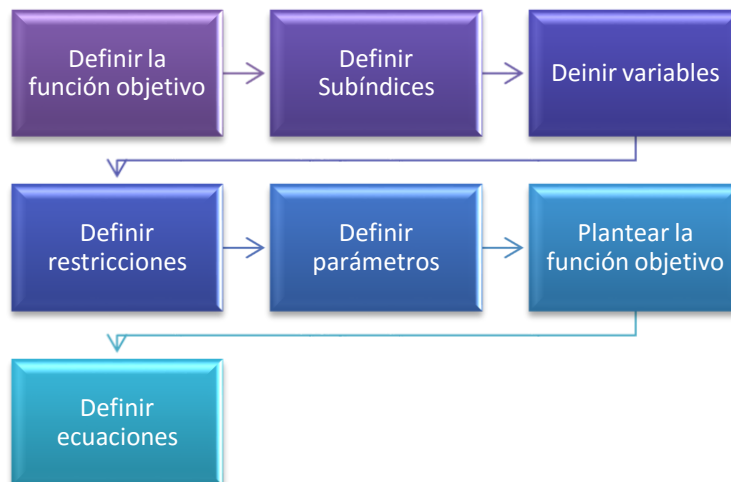 Definir la
función objetivo
Definir
Subíndices
Deinir variables
Definir
restricciones
Definir
parámetros
Plantear la
función objetivo
Definir
ecuaciones